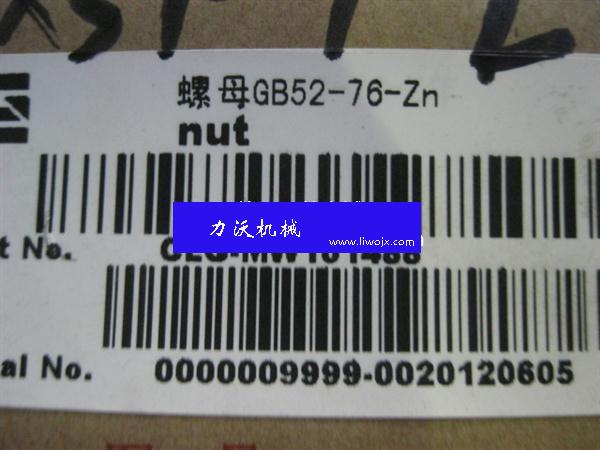 螺母GB52-76-Zn
nut
力沃机械
www.liwojx.com
t No.
al No. 0000009999-0020120605